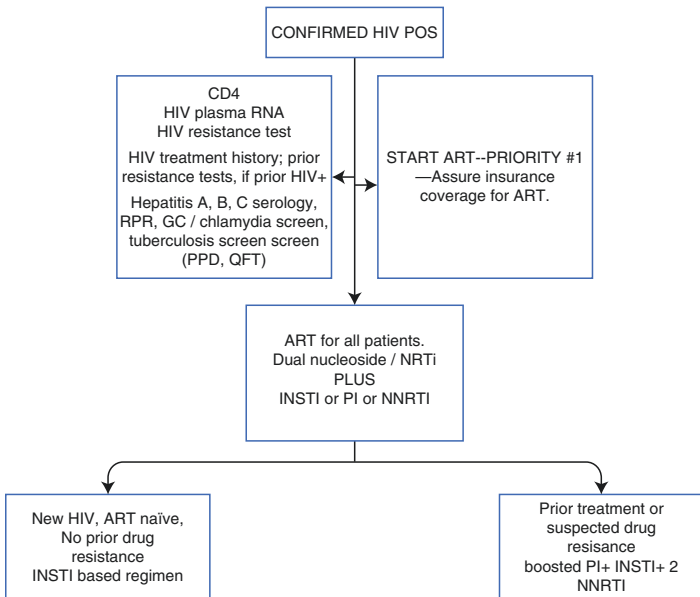 CONFIRMED HIV POS
CD4
HIV plasma RNA
HIV resistance test
HIV treatment history; prior
resistance tests, if prior HIV+
Hepatitis A, B, C serology,
RPR, GC / chlamydia screen,
tuberculosis screen screen
(PPD, QFT)
START ART--PRIORITY #1
—Assure insurance
coverage for ART.
ART for all patients.
Dual nucleoside / NRTi
PLUS
INSTI or PI or NNRTI
New HIV, ART naïve,
No prior drug
resistance
INSTI based regimen
Prior treatment or
suspected drug
resisance
boosted PI+ INSTI+ 2
NNRTI